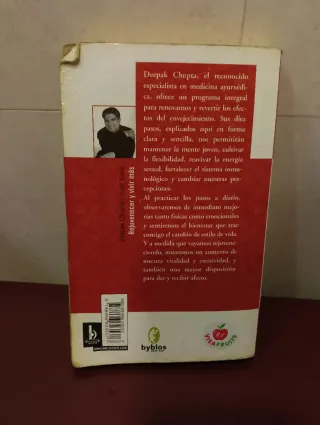 Deepak Chopra, el reconocido
especialista en medicina ayurvédi-
ca, ofrece un programa integral
para renovarnos y revertir los efec-
tos del envejecimiento. Sus diez
pasos, explicados aquí en forma
clara y sencilla, nos permitirán
mantener la mente joven, cultivar
la flexibilidad, reavivar la energía
sexual, fortalecer el sistema inmu-
nológico y cambiar nuestras per-
cepciones.
Al practicar los pasos a diario,
observaremos de inmediato mejo-
rías tanto físicas como emocionales
y sentiremos el bienestar que trae
consigo el cambio de estilo de vida.
Y a medida que vayamos rejuvene-
ciendo, notaremos un aumento de
nuestra vitalidad y creatividad, y
también una mayor disposición
para dar y recibir afecto.
Rejuvenecer y vivir más
byblos
VIVAFRUITS